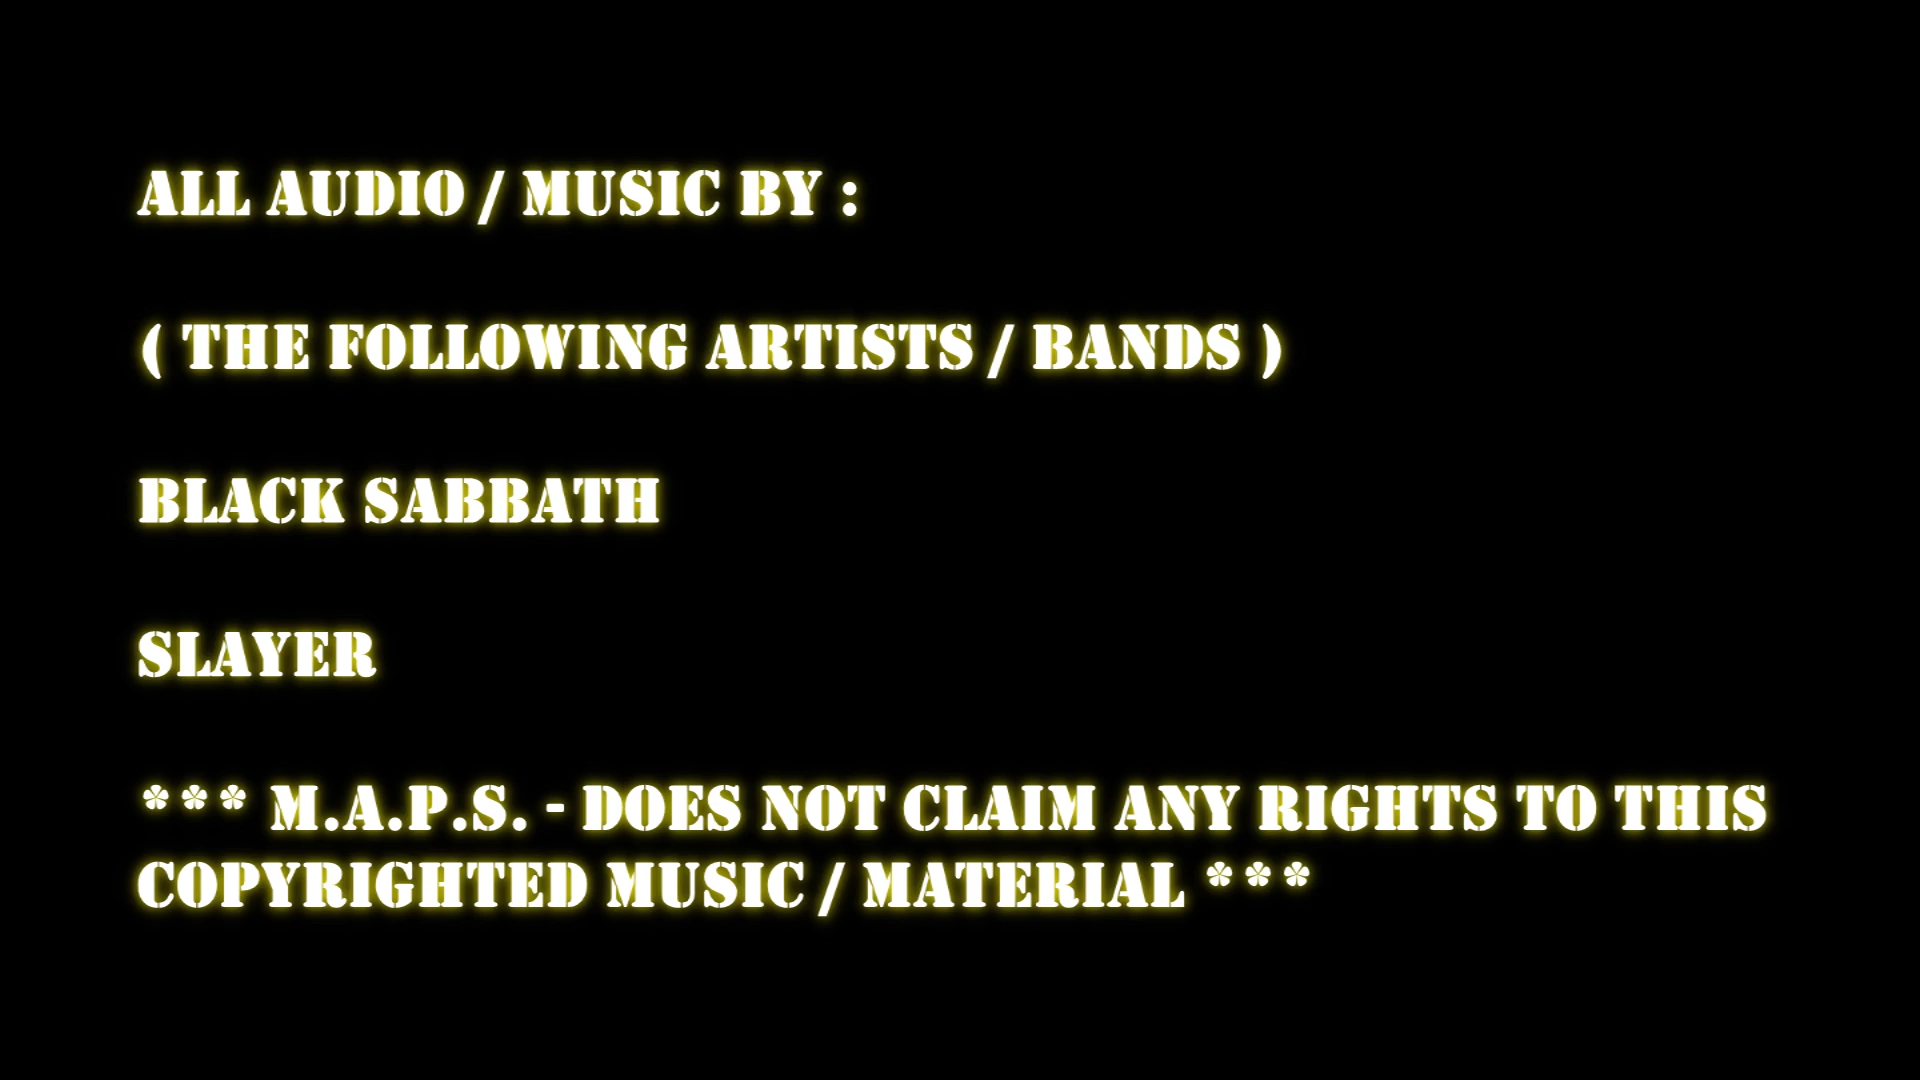 ALL AUDIO / MUSIC BY :
( THE FOLLOWING ARTISTS / BANDS )
BLACK SABBATH
SLAYER
*** M.A.P.S. - DOES NOT CLAIM ANY RIGHTS TO THIS
COPYRIGHTED MUSIC / MATERIAL ***